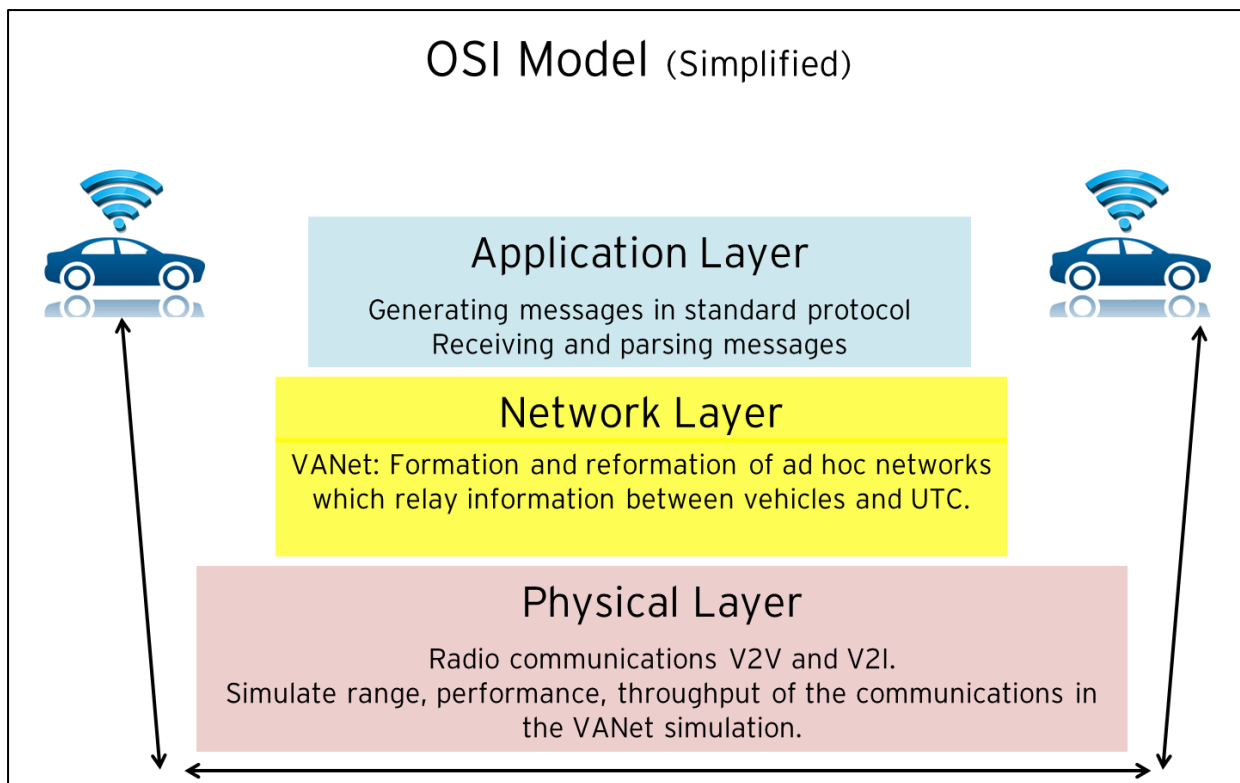 OSI Model (Simplified)
Application Layer
Generating messages in standard protocol
Receiving and parsing messages
Network Layer
VANet: Formation and reformation of ad hoc networks
which relay information between vehicles and UTC.
Physical Layer
Radio communications V2V and V2I.
Simulate range, performance, throughput of the communications in
the VANet simulation.